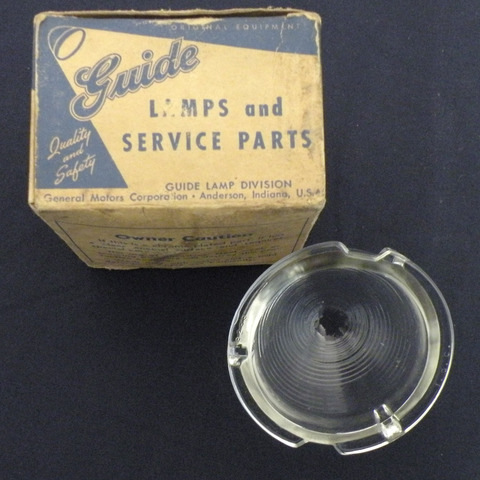 ORIGINAL EQUIPMENT
Guide
LAMPS and
SERVICE PARTS
Quality
and
Safety
GUIDE LAMP DIVISION
General Motors Corporation • Anderson, Indiana, U.S.A
Owner Caution